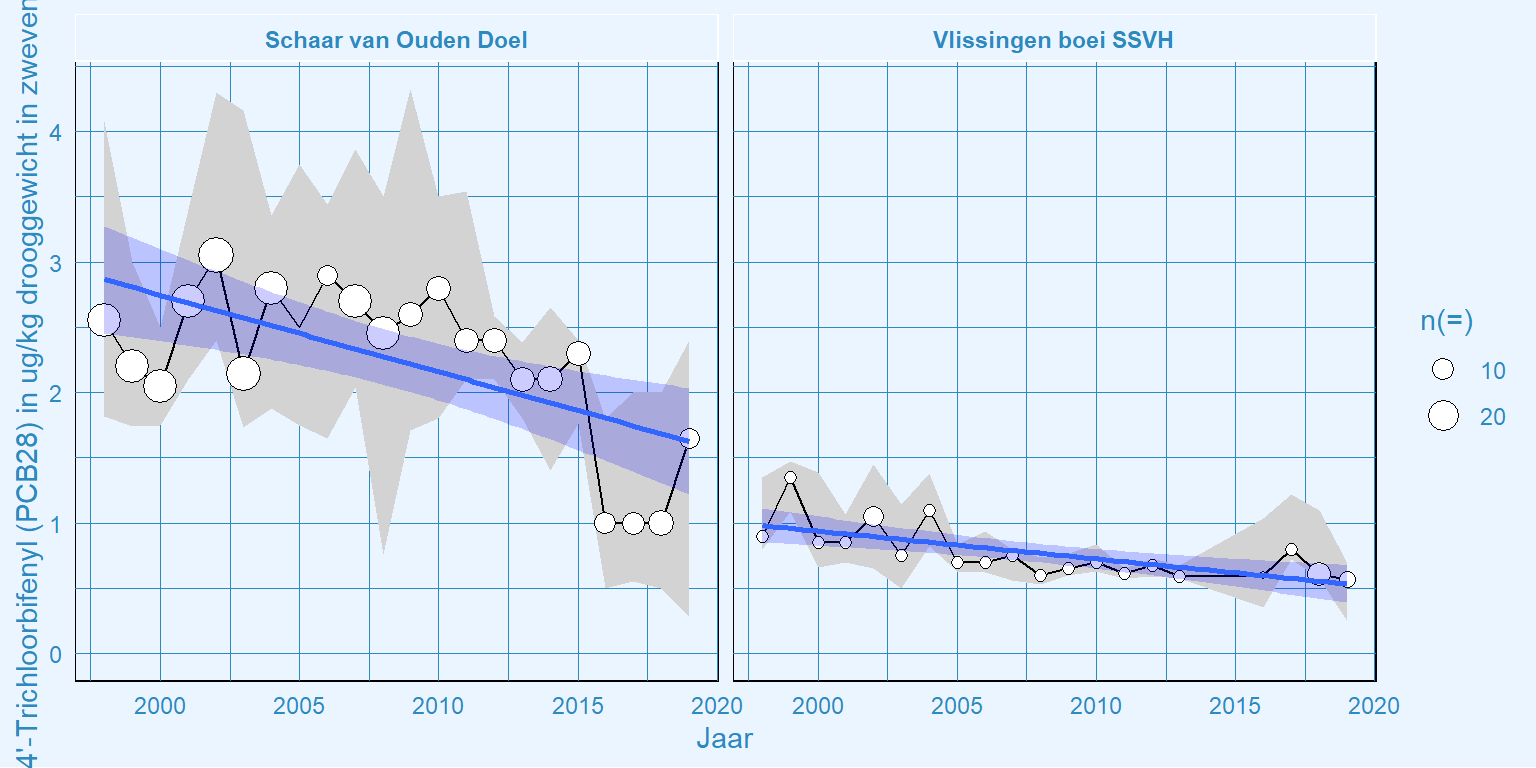 Schaar van Ouden Doel
Vlissingen boei SSVH
4'-Trichloorbifenyl (PCB28) in ug/kg drooggewicht in zweven
4
3
2
1
0
2000 2005 2010 2015 2020
2000 2005 2010 2015 2020
Jaar
n(=)
10
20